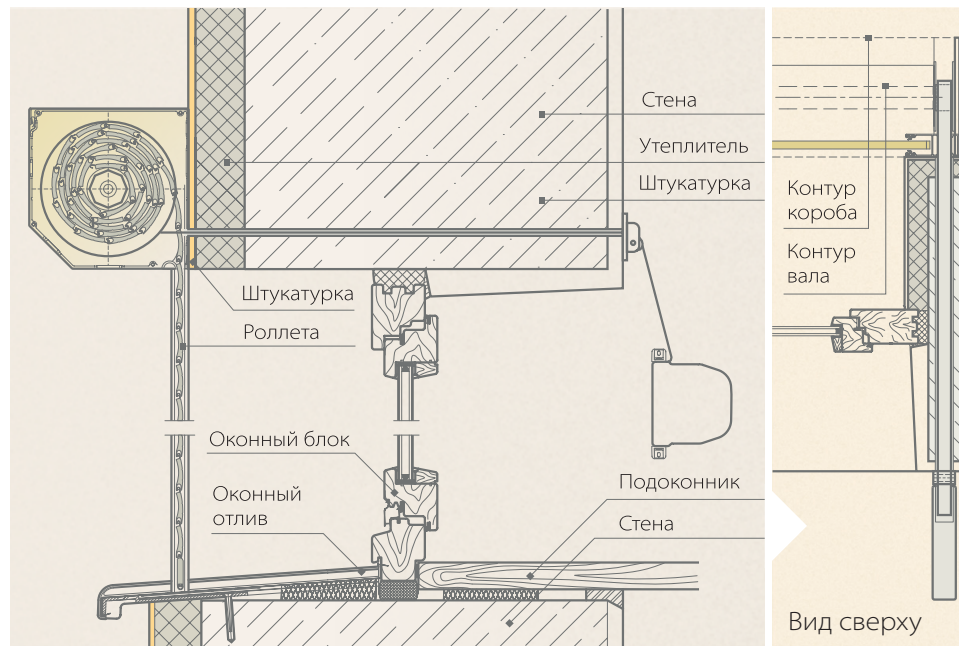 Стена
Утеплитель
Штукатурка
Штукатурка
Роллета
Оконный блок
Оконный
отлив
Подоконник
Стена
Контур
короба
Контур
вала
Вид сверху